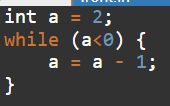 int a = 2;
while (a<0) {
    a = a - 1;
}